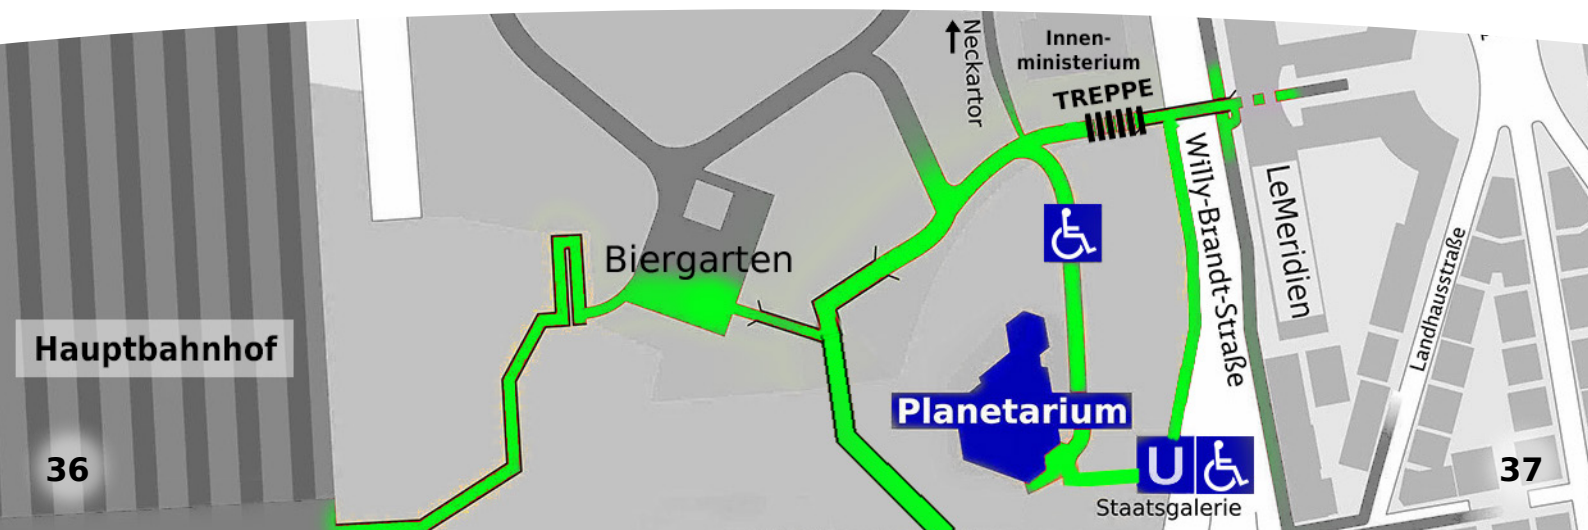 Neckartor
Innen-
ministerium
TREPPE
Willy-Brandt-Straße
LeMeridien
Landhausstraße
Biergarten
Hauptbahnhof
Planetarium
U
Staatsgalerie
36
37